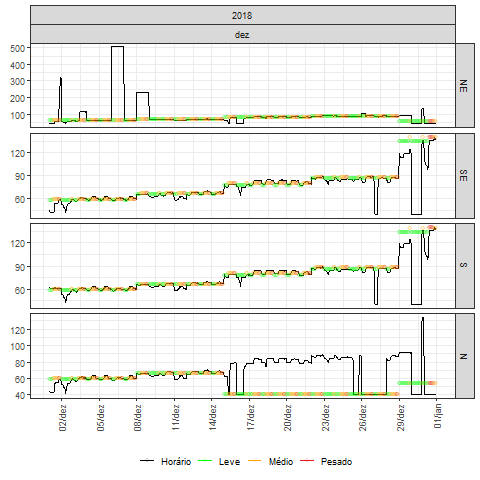 2018
dez
500
400
300
200
100
NE
120
90
60
SE
120
90
60
S
120
100
80
60
40
N
02/dez
05/dez
08/dez
11/dez
14/dez
17/dez
20/dez
23/dez
26/dez
29/dez
01/jan
Horário Leve Médio Pesado